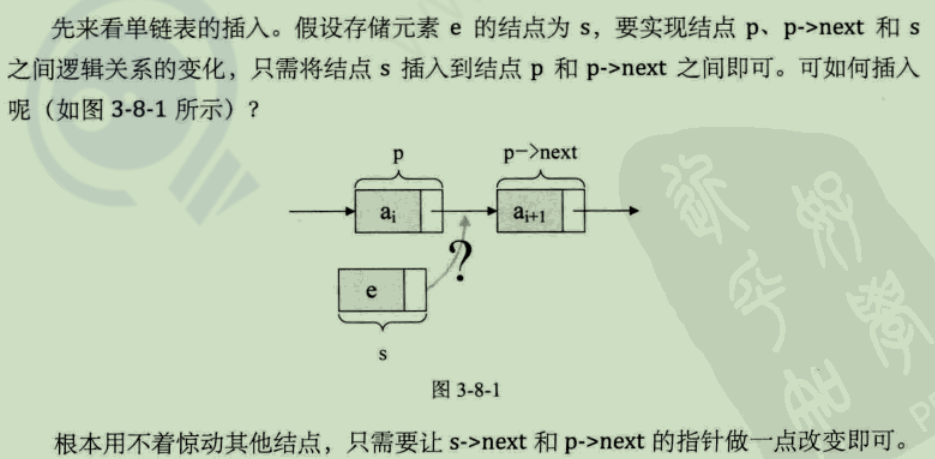 先来看单链表的插入。假设存储元素 e 的结点为 s，要实现结点 p、p->next 和 s
之间逻辑关系的变化，只需将结点 s 插入到结点 p 和 p->next 之间即可。可如何插入
呢（如图 3-8-1 所示）？
p p->next
aᵢ aᵢ₊₁
?
e
s
图 3-8-1
根本用不着惊动其他结点，只需要让 s->next 和 p->next 的指针做一点改变即可。